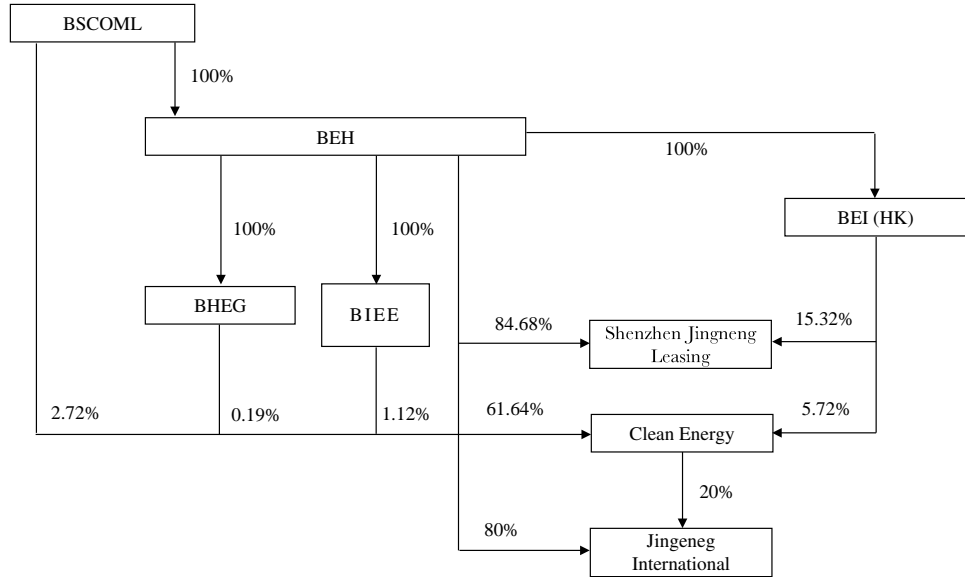 BSCOML
100%
BEH
100%
BEI (HK)
100%
100%
BHEG
BIEE
84.68%
Shenzhen Jingneng
Leasing
15.32%
2.72%
0.19%
1.12%
61.64%
Clean Energy
5.72%
20%
80%
Jingeneg
International